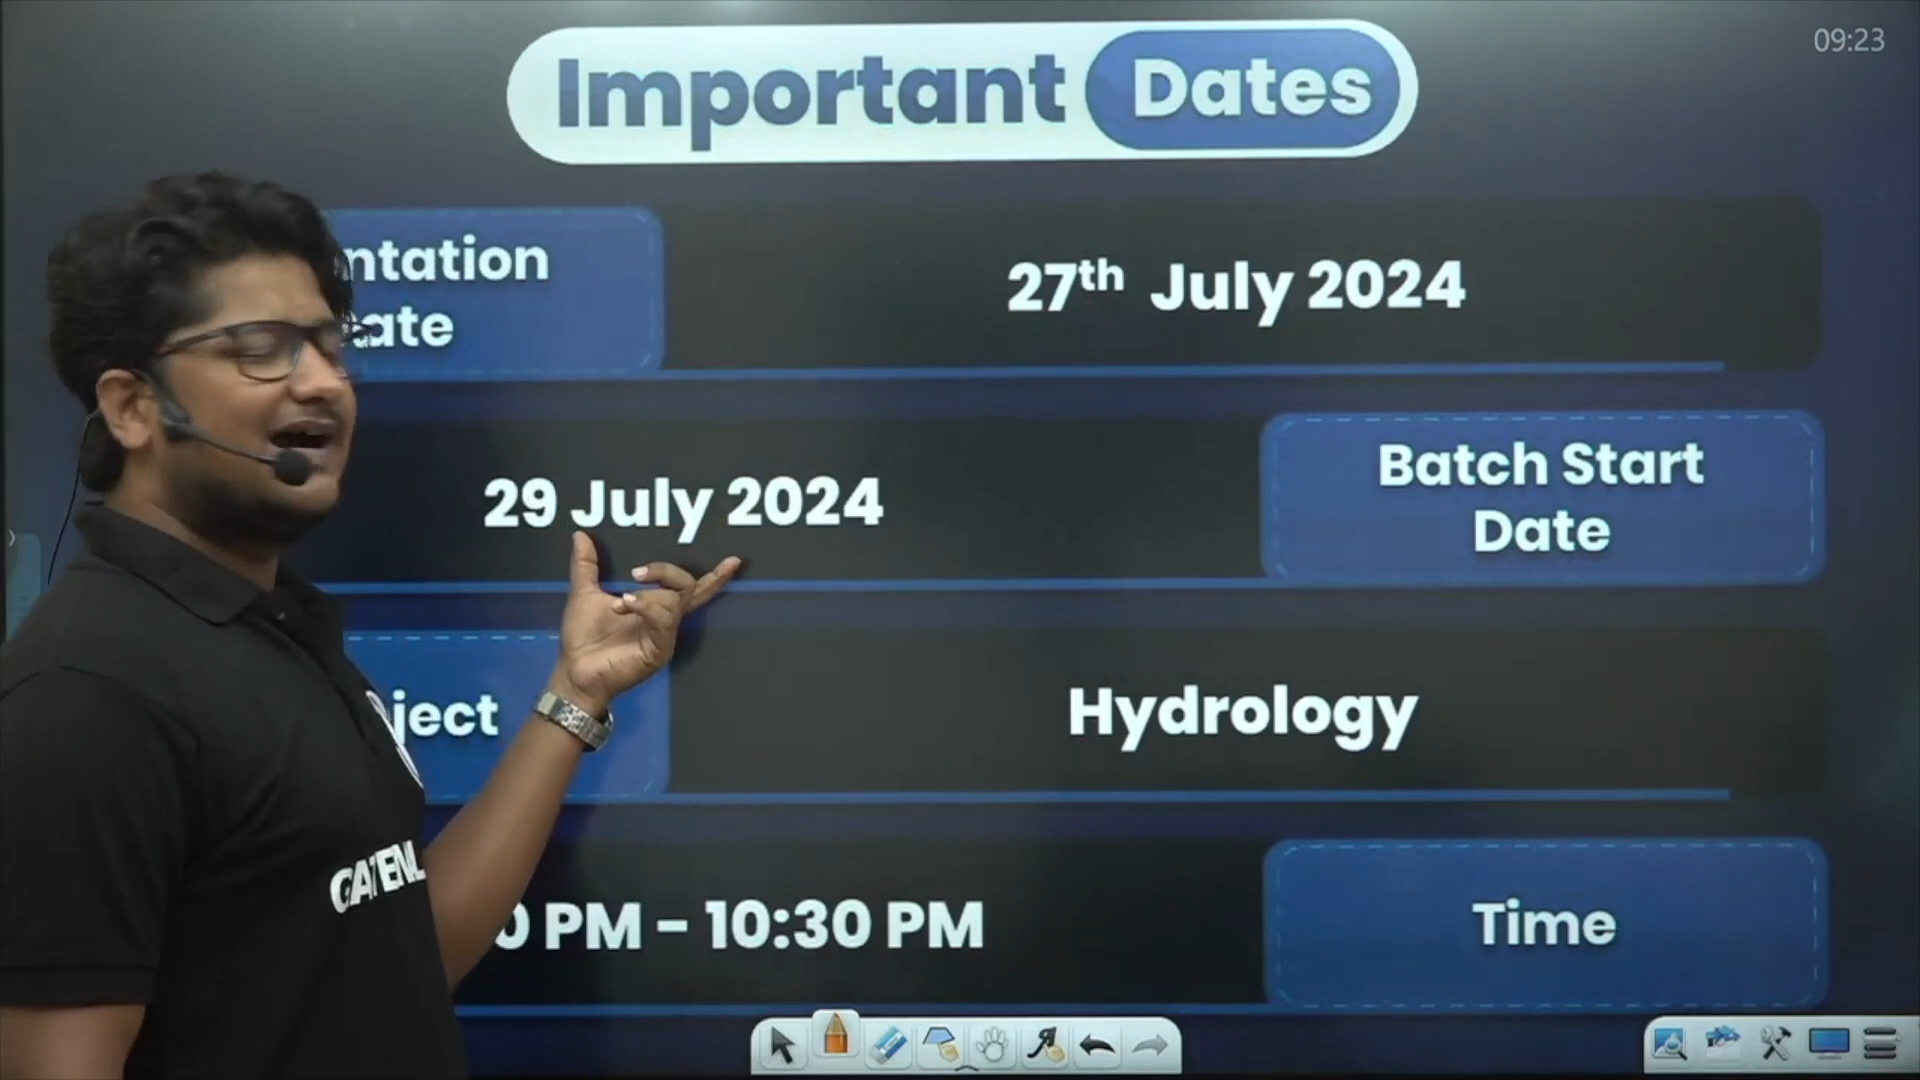 09:23
Important Dates
ntation
ate
27th July 2024
29 July 2024
Batch Start
Date
ject
Hydrology
0 PM - 10:30 PM
Time